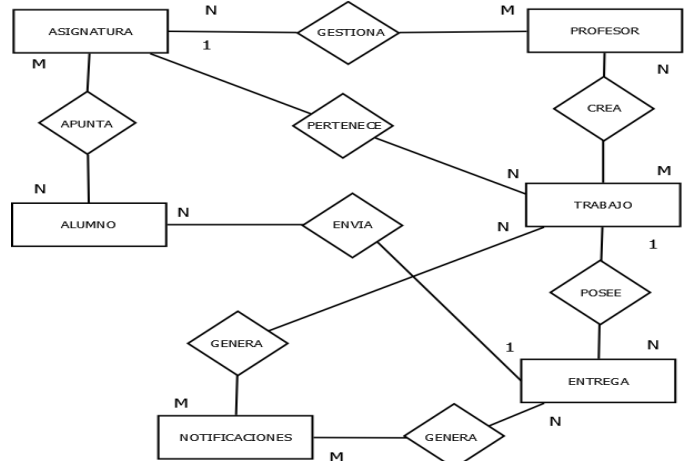 N
M
ASIGNATURA
GESTIONA
PROFESOR
1
M
N
APUNTA
PERTENECE
CREA
N
N
M
ALUMNO
N
ENVIA
TRABAJO
N
1
POSEE
GENERA
1
N
ENTREGA
M
N
NOTIFICACIONES
GENERA
M